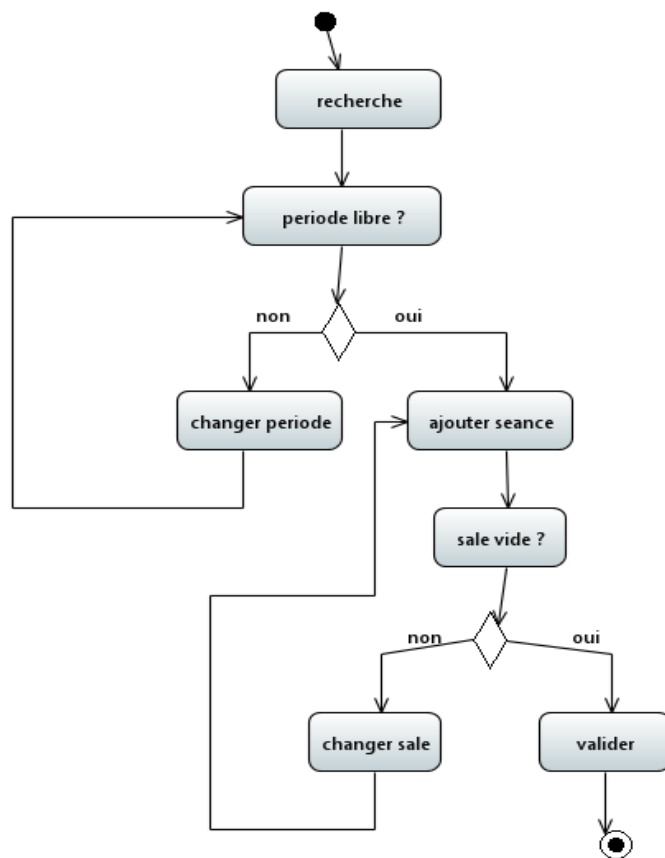 recherche
periode libre ?
non
oui
changer periode
ajouter seance
sale vide ?
non
oui
changer sale
valider